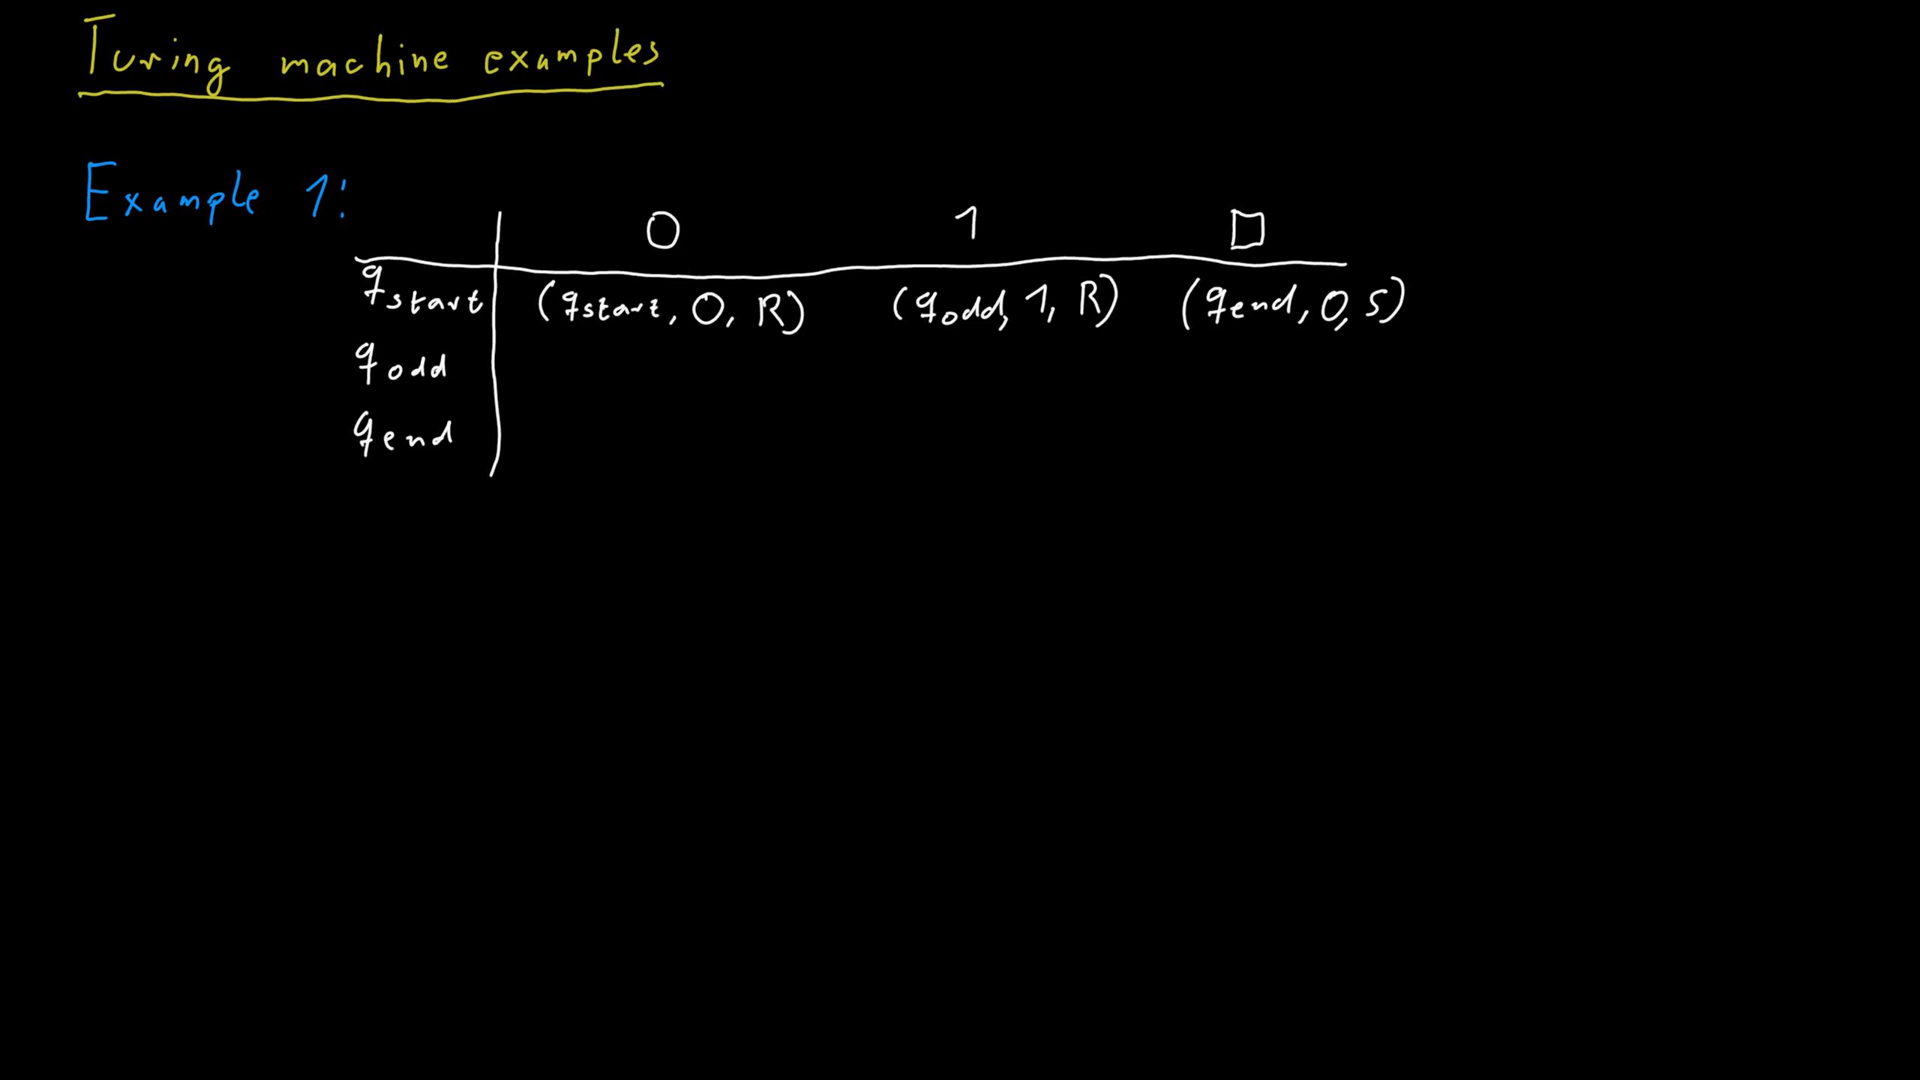 Turing machine examples
Example 1:
0 1 □
qstart (qstart, 0, R) (qodd, 1, R) (qend, 0, S)
qodd
qend